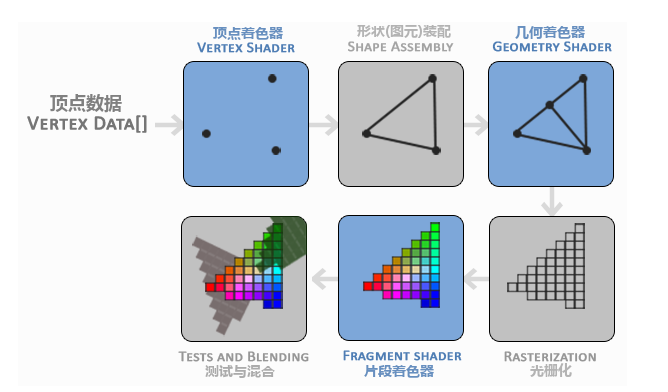 顶点着色器
VERTEX SHADER
形状(图元)装配
SHAPE ASSEMBLY
几何着色器
GEOMETRY SHADER
顶点数据
VERTEX DATA[]
TESTS AND BLENDING
测试与混合
FRAGMENT SHADER
片段着色器
RASTERIZATION
光栅化